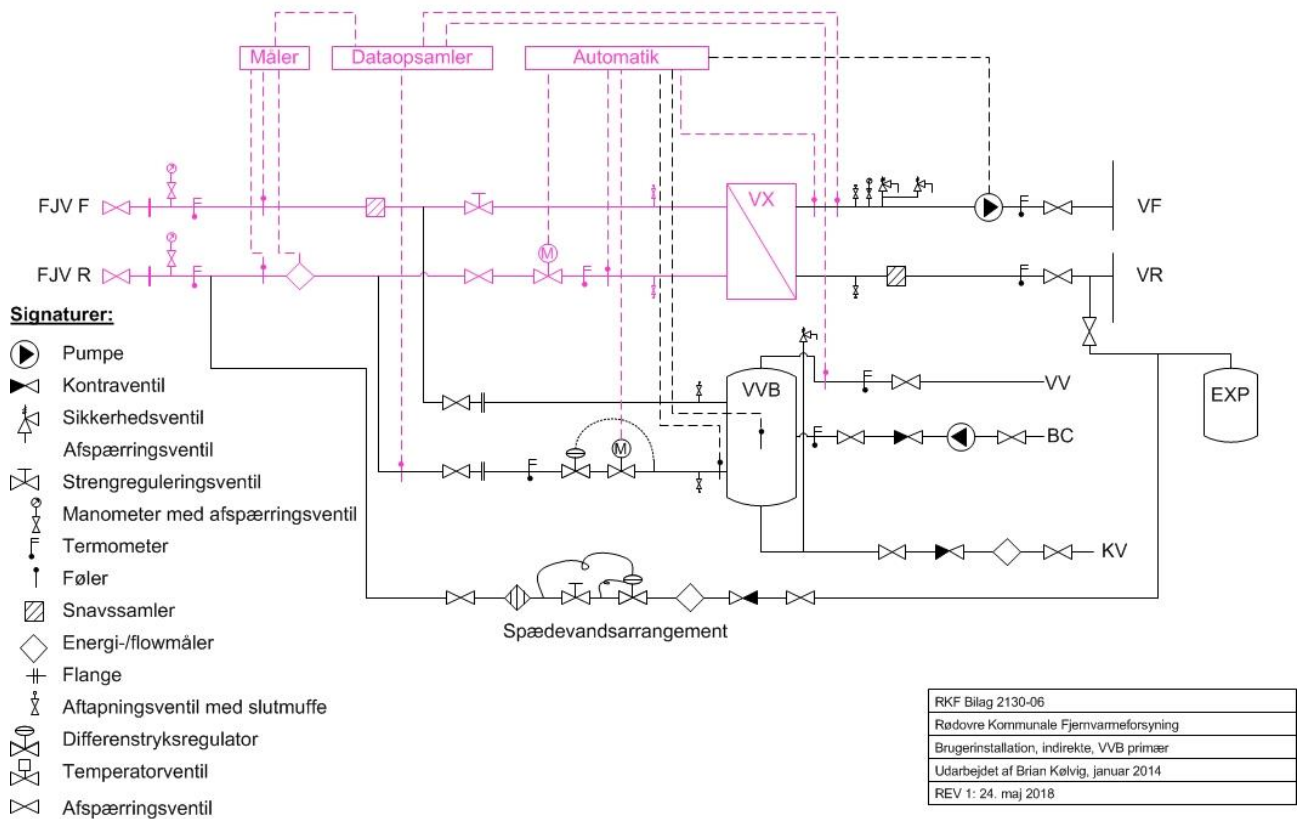 Måler
Dataopsamler
Automatik
FJV F
VX
VF
FJV R
M
VR
Signaturer:
Pumpe
Kontraventil
Sikkerhedsventil
Afspærringsventil
Strengreguleringsventil
Manometer med afspærringsventil
Termometer
Føler
Snavssamler
Energi-/flowmåler
Flange
Aftapningsventil med slutmuffe
Differenstryksregulator
Temperatorventil
Afspærringsventil
VVB
VV
EXP
BC
M
KV
Spædevandsarrangement
RKF Bilag 2130-06
Rødovre Kommunale Fjernvarmeforsyning
Brugerinstallation, indirekte, VVB primær
Udarbejdet af Brian Kølvig, januar 2014
REV 1: 24. maj 2018